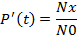 P'(t) = Nx/N0